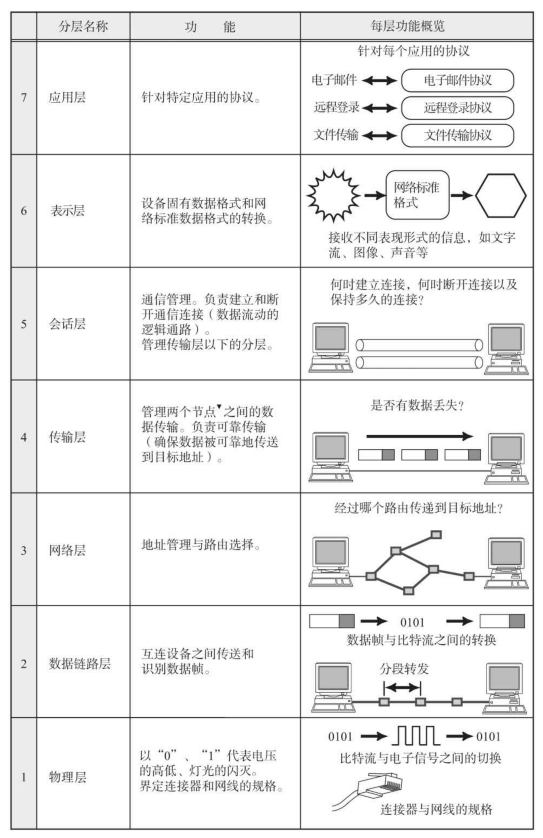 分层名称 功 能 每层功能概览
7 应用层 针对特定应用的协议。
针对每个应用的协议
电子邮件 电子邮件协议
远程登录 远程登录协议
文件传输 文件传输协议
6 表示层
设备固有数据格式和网
络标准数据格式的转换。
网络标准
格式
接收不同表现形式的信息，如文字
流、图像、声音等
5 会话层
通信管理。负责建立和断
开通信连接（数据流动的
逻辑通路）。
管理传输层以下的分层。
何时建立连接，何时断开连接以及
保持多久的连接？
4 传输层
管理两个节点▼之间的数
据传输。负责可靠传输
（确保数据被可靠地传送
到目标地址）。
是否有数据丢失？
3 网络层 地址管理与路由选择。
经过哪个路由传递到目标地址？
2 数据链路层
互连设备之间传送和
识别数据帧。
0101
数据帧与比特流之间的转换
分段转发
1 物理层
以“0”、“1”代表电压
的高低、灯光的闪灭。
界定连接器和网线的规格。
0101 0101
比特流与电子信号之间的切换
连接器与网线的规格